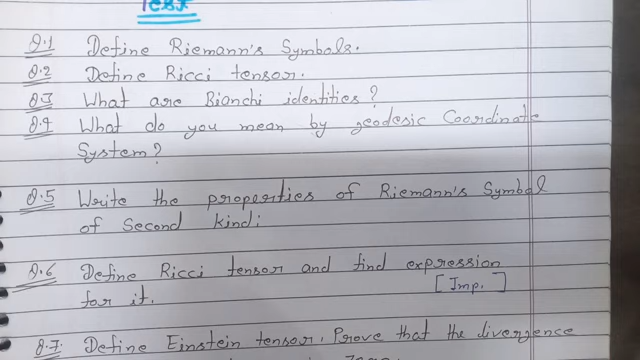 Q.1 Define Riemann's Symbols.
Q.2 Define Ricci tensor.
Q.3 What are Bianchi identities?
Q.4 What do you mean by geodesic Coordinate
System?
Q.5 Write the properties of Riemann's Symbol
of Second kind:
Q.6 Define Ricci tensor and find expression
for it. [Imp.]
Q.7. Define Einstein tensor. Prove that the divergence